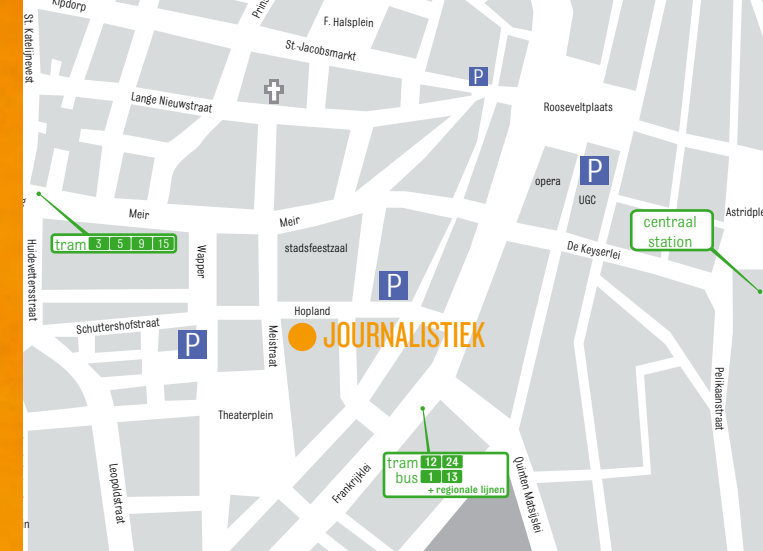 Kipdorp
F. Halsplein
St. Katelijnevest
St.-Jacobsmarkt
P
Lange Nieuwstraat
Rooseveltplaats
P
opera
UGC
Meir
Meir
centraal
station
Astridple
tram 3 5 9 15
Huidevettersstraat
Wapper
stadsfeestzaal
De Keyserlei
P
Hopland
Schuttershofstraat
P
Meistraat
JOURNALISTIEK
Pelikaanstraat
Theaterplein
Leopoldstraat
Frankrijklei
tram 12 24
bus 1 13
+ regionale lijnen
Quinten Matsijslei
n